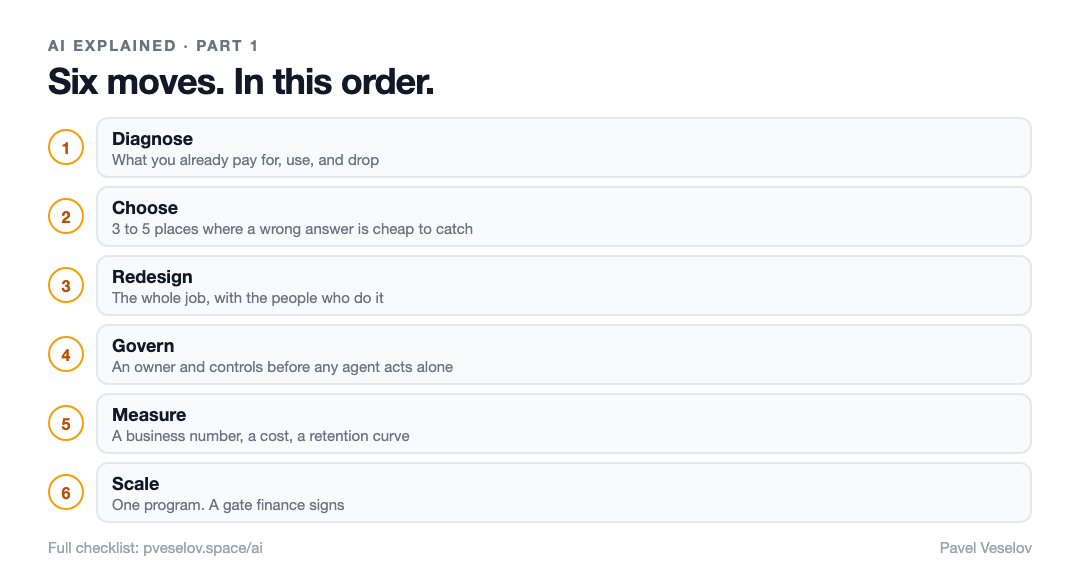 AI EXPLAINED · PART 1
Six moves. In this order.
1
Diagnose
What you already pay for, use, and drop
2
Choose
3 to 5 places where a wrong answer is cheap to catch
3
Redesign
The whole job, with the people who do it
4
Govern
An owner and controls before any agent acts alone
5
Measure
A business number, a cost, a retention curve
6
Scale
One program. A gate finance signs
Full checklist: pveselov.space/ai
Pavel Veselov